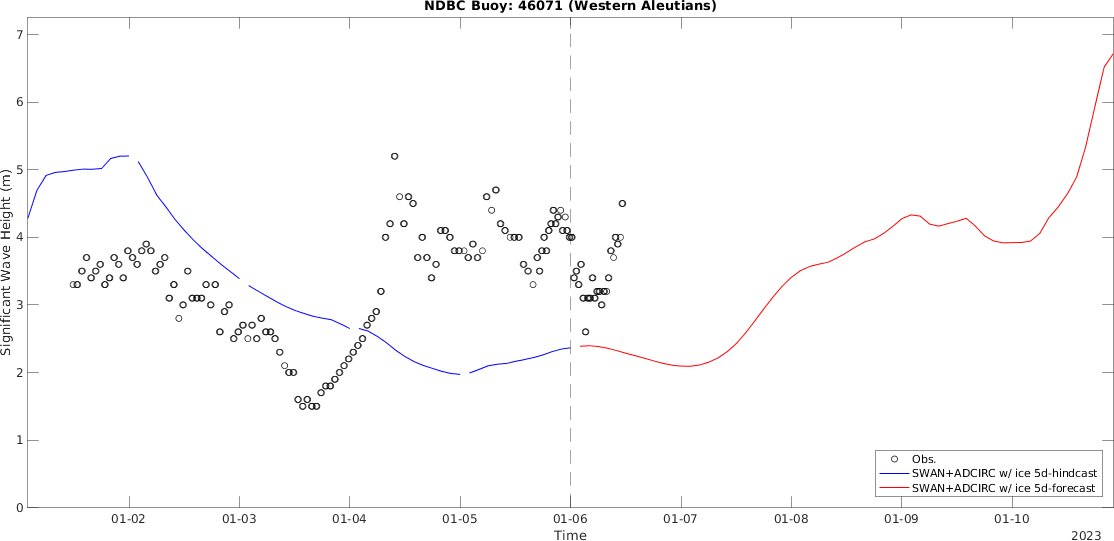 NDBC Buoy: 46071 (Western Aleutians)
Significant Wave Height (m)
7
6
5
4
3
2
1
0
Obs.
SWAN+ADCIRC w/ ice 5d-hindcast
SWAN+ADCIRC w/ ice 5d-forecast
01-02 01-03 01-04 01-05 01-06 01-07 01-08 01-09 01-10
Time
2023